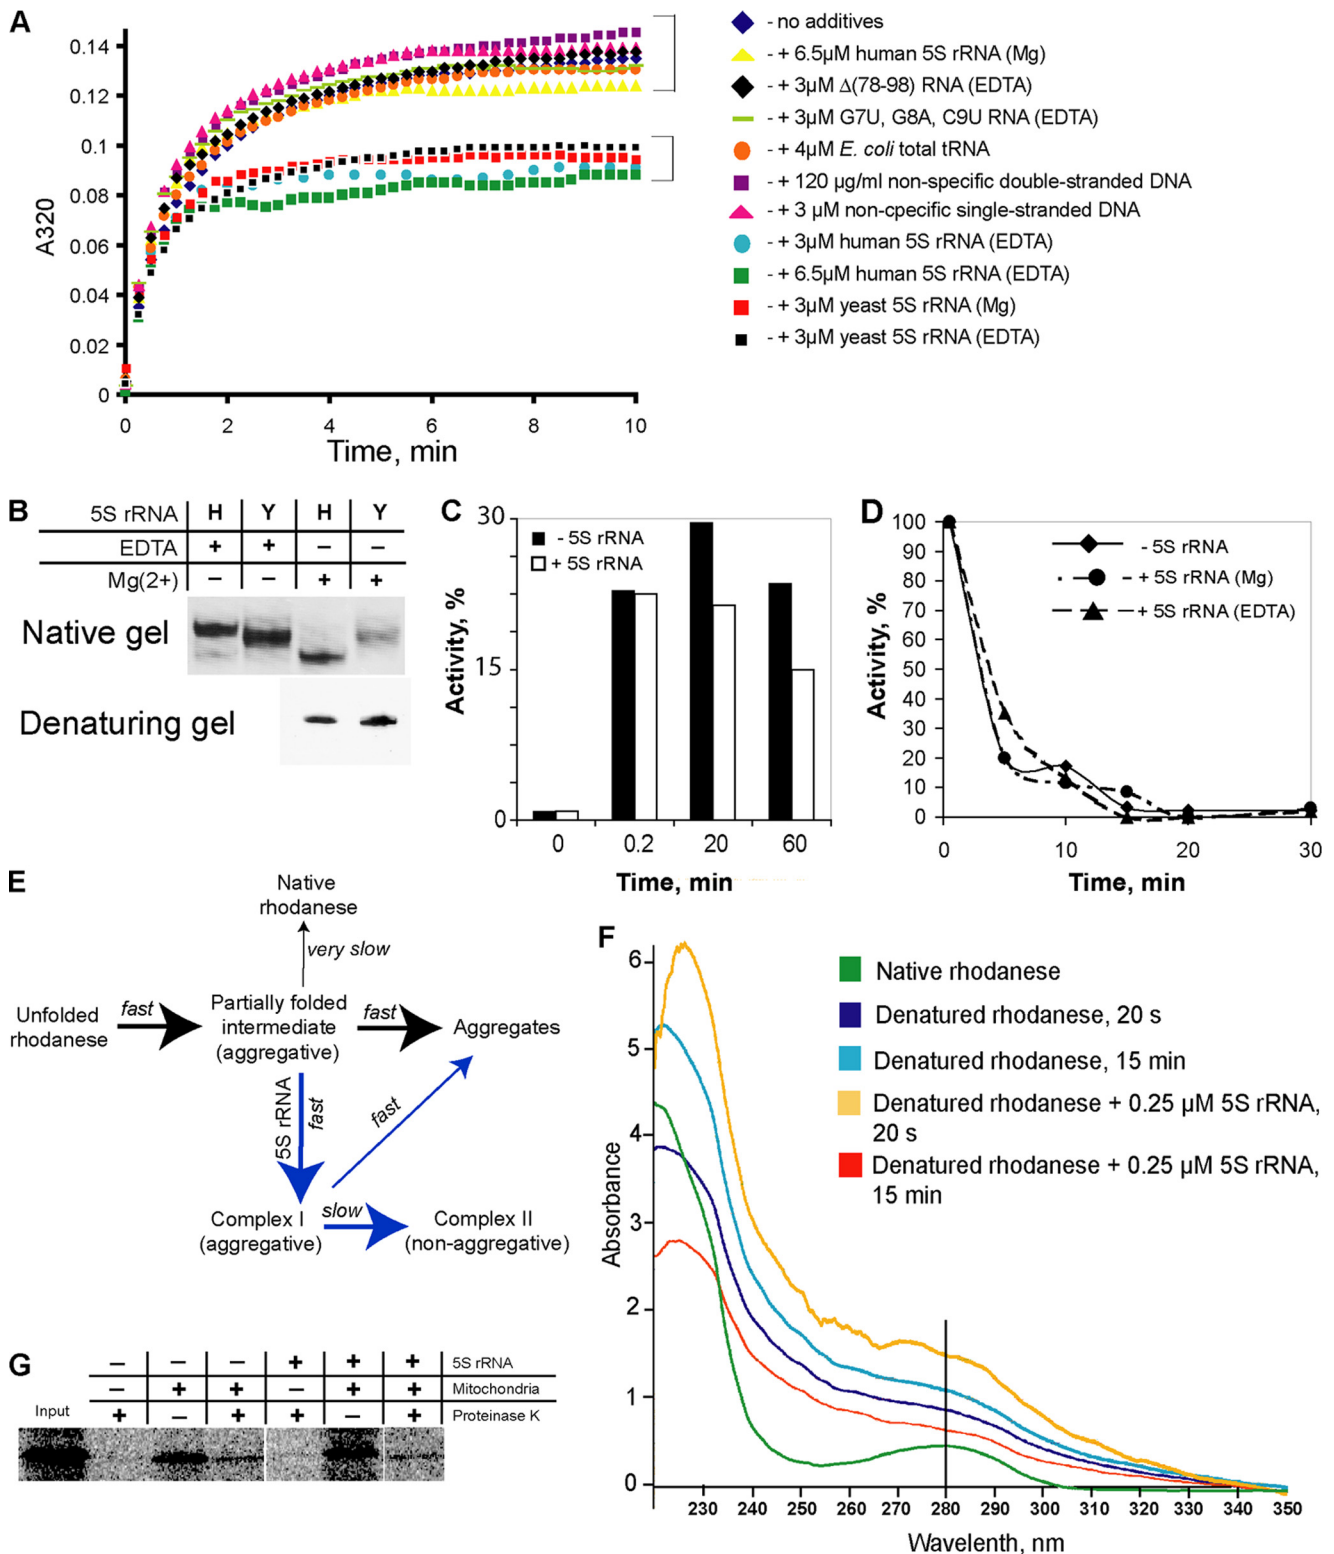 A
0.14
0.12
0.1
0.08
0.06
0.04
0.02
0
A320
0 2 4 6 8 10
Time, min
- no additives
- + 6.5µM human 5S rRNA (Mg)
- + 3µM Δ(78-98) RNA (EDTA)
- + 3µM G7U, G8A, C9U RNA (EDTA)
- + 4µM E. coli total tRNA
- + 120 µg/ml non-specific double-stranded DNA
- + 3 µM non-cpecific single-stranded DNA
- + 3µM human 5S rRNA (EDTA)
- + 6.5µM human 5S rRNA (EDTA)
- + 3µM yeast 5S rRNA (Mg)
- + 3µM yeast 5S rRNA (EDTA)
B
5S rRNA H Y H Y
EDTA + + – –
Mg(2+) – – + +
Native gel
Denaturing gel
C
30
15
0
Activity, %
- 5S rRNA
+ 5S rRNA
0 0.2 20 60
Time, min
D
100
90
80
70
60
50
40
30
20
10
0
Activity, %
- 5S rRNA
+ 5S rRNA (Mg)
+ 5S rRNA (EDTA)
0 10 20 30
Time, min
E
Native
rhodanese
very slow
Unfolded
rhodanese
fast
Partially folded
intermediate
(aggregative)
fast
Aggregates
5S rRNA
fast
fast
Complex I
(aggregative)
slow
Complex II
(non-aggregative)
F
6
5
4
3
2
1
0
Absorbance
Native rhodanese
Denatured rhodanese, 20 s
Denatured rhodanese, 15 min
Denatured rhodanese + 0.25 µM 5S rRNA,
20 s
Denatured rhodanese + 0.25 µM 5S rRNA,
15 min
230 240 250 260 270 280 290 300 310 320 330 340 350
Wavelenth, nm
G
– – – + + + 5S rRNA
– + + – + + Mitochondria
Input + – + + – + Proteinase K